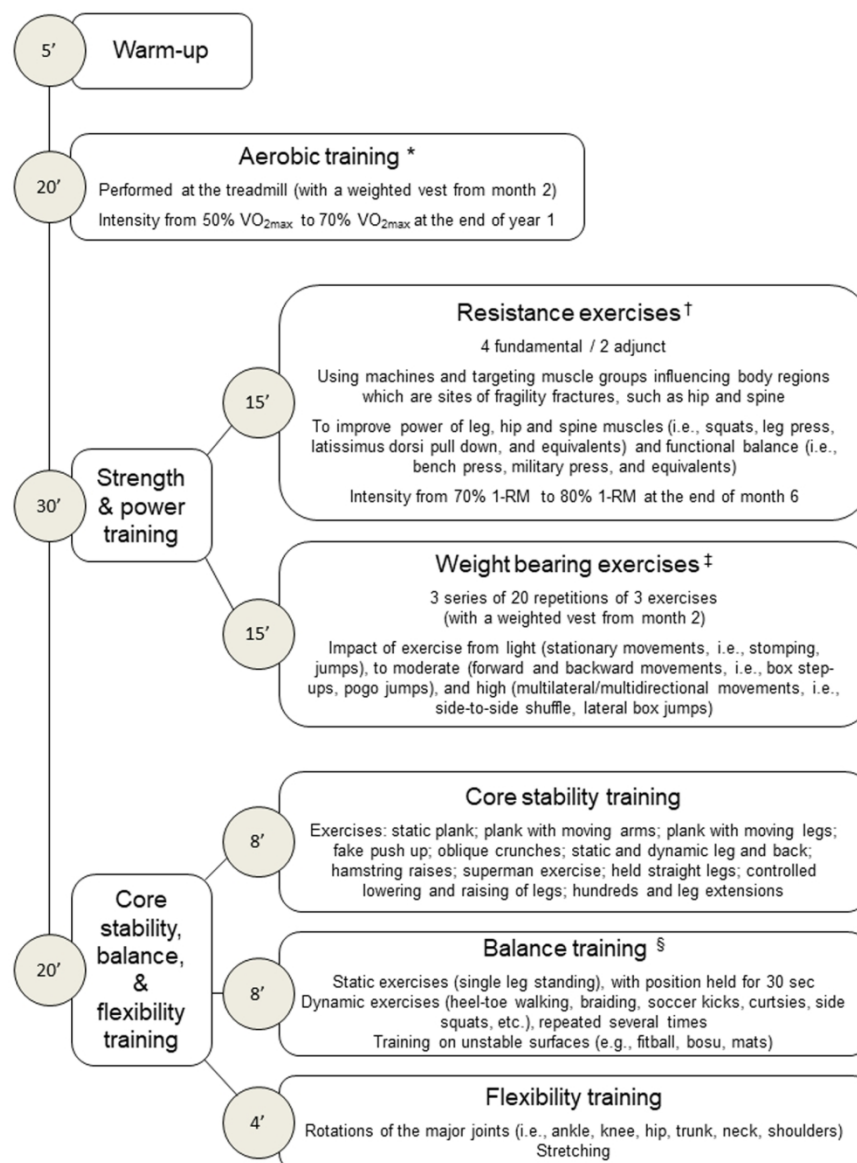 5’
Warm-up
20’
Aerobic training *
Performed at the treadmill (with a weighted vest from month 2)
Intensity from 50% VO2max to 70% VO2max at the end of year 1
30’
Strength
& power
training
15’
Resistance exercises†
4 fundamental / 2 adjunct
Using machines and targeting muscle groups influencing body regions
which are sites of fragility fractures, such as hip and spine
To improve power of leg, hip and spine muscles (i.e., squats, leg press,
latissimus dorsi pull down, and equivalents) and functional balance (i.e.,
bench press, military press, and equivalents)
Intensity from 70% 1-RM to 80% 1-RM at the end of month 6
15’
Weight bearing exercises ‡
3 series of 20 repetitions of 3 exercises
(with a weighted vest from month 2)
Impact of exercise from light (stationary movements, i.e., stomping,
jumps), to moderate (forward and backward movements, i.e., box step-
ups, pogo jumps), and high (multilateral/multidirectional movements, i.e.,
side-to-side shuffle, lateral box jumps)
20’
Core
stability,
balance,
&
flexibility
training
8’
Core stability training
Exercises: static plank; plank with moving arms; plank with moving legs;
fake push up; oblique crunches; static and dynamic leg and back;
hamstring raises; superman exercise; held straight legs; controlled
lowering and raising of legs; hundreds and leg extensions
8’
Balance training §
Static exercises (single leg standing), with position held for 30 sec
Dynamic exercises (heel-toe walking, braiding, soccer kicks, curtsies, side
squats, etc.), repeated several times
Training on unstable surfaces (e.g., fitball, bosu, mats)
4’
Flexibility training
Rotations of the major joints (i.e., ankle, knee, hip, trunk, neck, shoulders)
Stretching